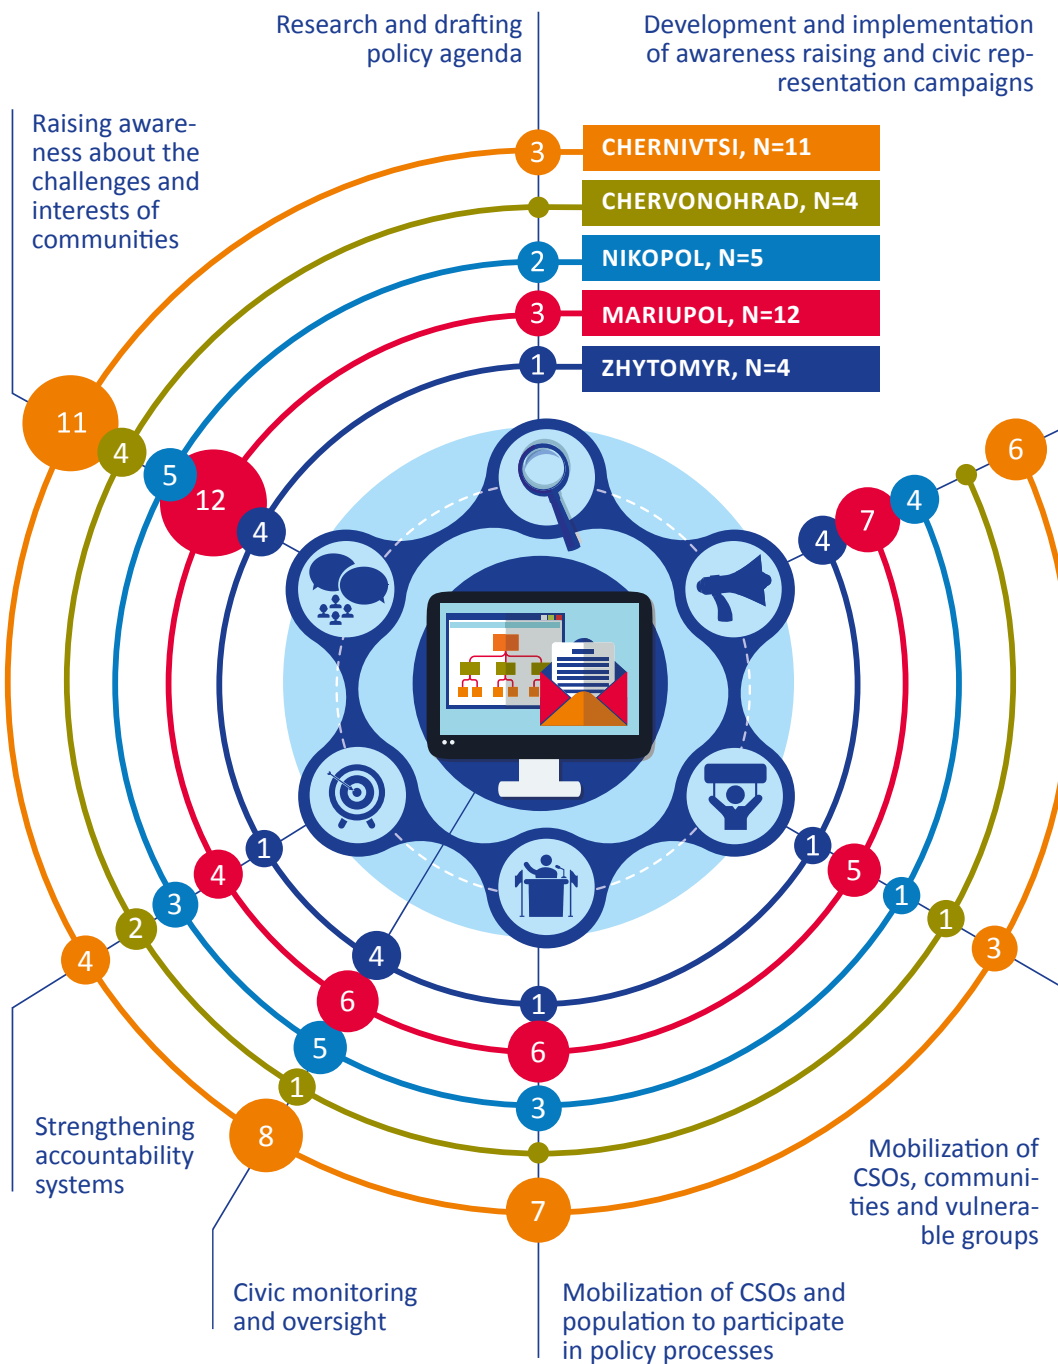 Research and drafting
policy agenda
Development and implementation
of awareness raising and civic rep-
resentation campaigns
Raising aware-
ness about the
challenges and
interests of
communities
3
CHERNIVTSI, N=11
CHERVONOHRAD, N=4
2
NIKOPOL, N=5
3
MARIUPOL, N=12
1
ZHYTOMYR, N=4
11
4
5
12
4
6
4
7
4
1
4
3
2
4
1
5
1
1
3
4
6
5
1
8
1
6
3
7
Strengthening
accountability
systems
Civic monitoring
and oversight
Mobilization of CSOs and
population to participate
in policy processes
Mobilization of
CSOs, communi-
ties and vulnera-
ble groups